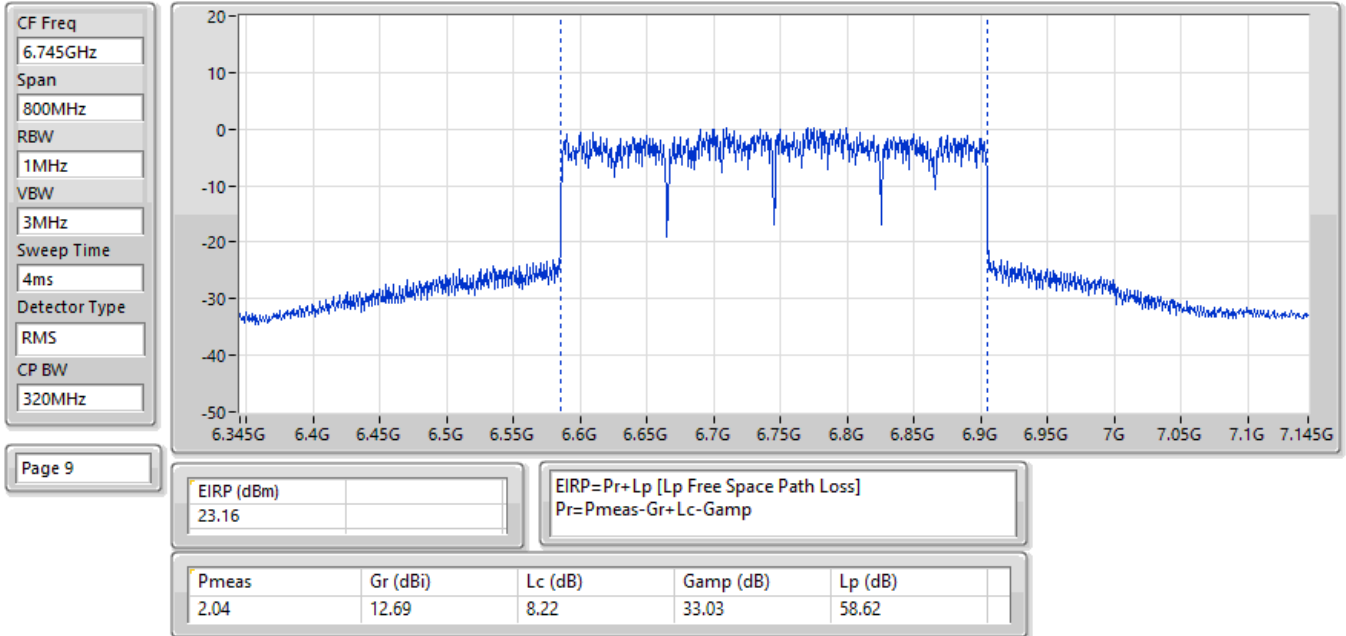 CF Freq
6.745GHz
Span
800MHz
RBW
1MHz
VBW
3MHz
Sweep Time
4ms
Detector Type
RMS
CP BW
320MHz
Page 9
20
10
0
-10
-20
-30
-40
-50
6.345G 6.4G 6.45G 6.5G 6.55G 6.6G 6.65G 6.7G 6.75G 6.8G 6.85G 6.9G 6.95G 7G 7.05G 7.1G 7.145G
EIRP (dBm)
23.16
EIRP=Pr+Lp [Lp Free Space Path Loss]
Pr=Pmeas-Gr+Lc-Gamp
Pmeas Gr (dBi) Lc (dB) Gamp (dB) Lp (dB)
2.04 12.69 8.22 33.03 58.62